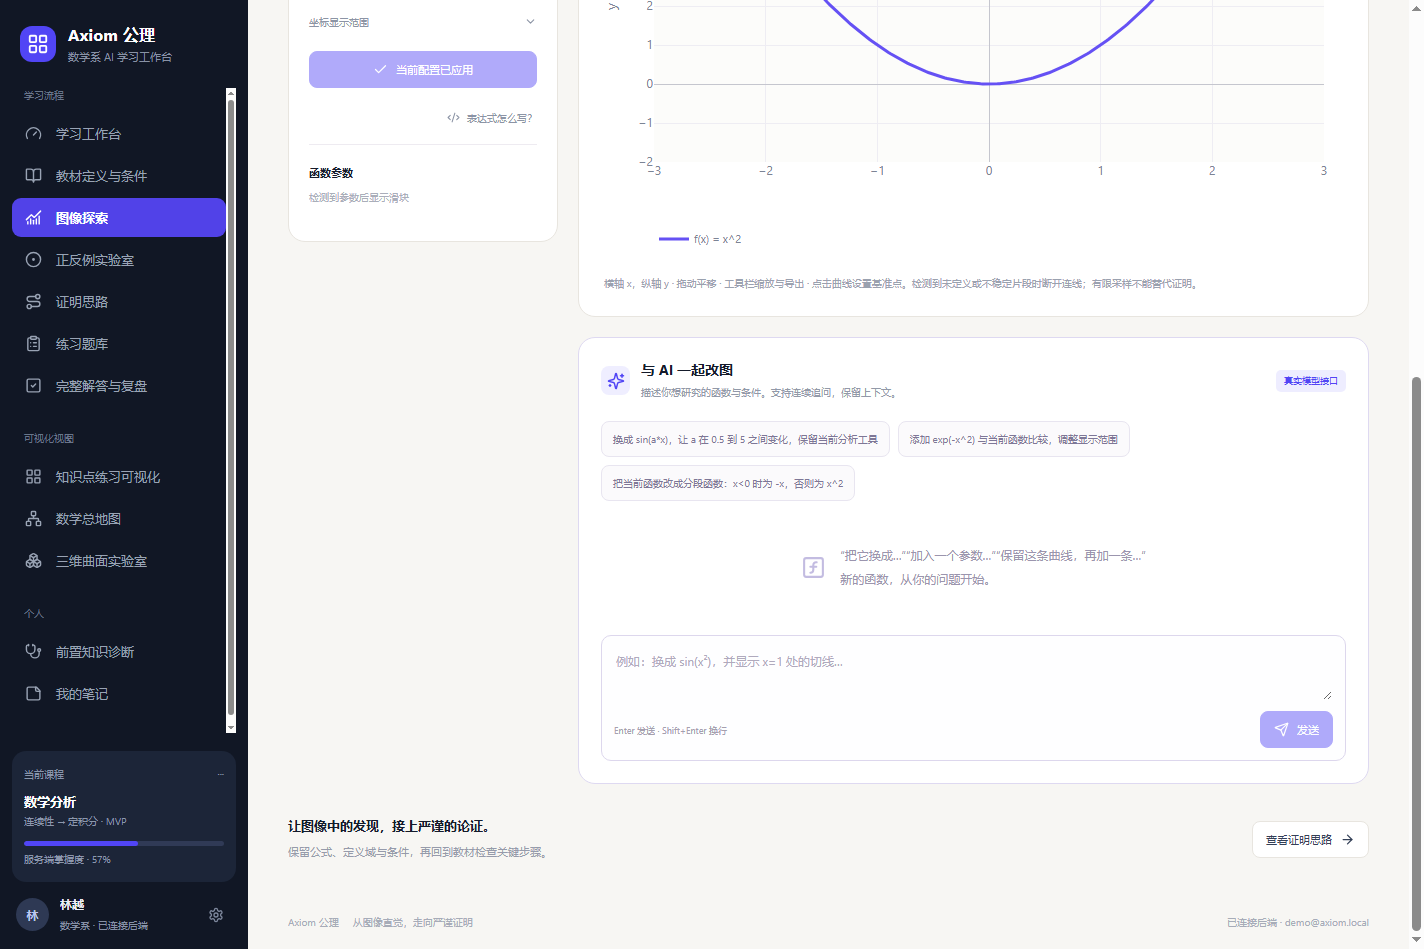 Axiom 公理
数学系 AI 学习工作台
学习流程
学习工作台
教材定义与条件
图像探索
正反例实验室
证明思路
练习题库
完整解答与复盘
可视化视图
知识点练习可视化
数学总地图
三维曲面实验室
个人
前置知识诊断
我的笔记
当前课程
数学分析
连续性 → 定积分 · MVP
服务端掌握度 · 57%
林
林越
数学系 · 已连接后端
坐标显示范围
当前配置已应用
</> 表达式怎么写？
函数参数
检测到参数后显示滑块
y
2
1
0
−1
−2
−3
−2
−1
0
1
2
3
f(x) = x^2
横轴 x，纵轴 y · 拖动平移 · 工具栏缩放与导出 · 点击曲线设置基准点。检测到未定义或不稳定片段时断开连线；有限采样不能替代证明。
与 AI 一起改图
描述你想研究的函数与条件。支持连续追问，保留上下文。
真实模型接口
换成 sin(a*x)，让 a 在 0.5 到 5 之间变化，保留当前分析工具
添加 exp(-x^2) 与当前函数比较，调整显示范围
把当前函数改成分段函数：x<0 时为 -x，否则为 x^2
“把它换成…”“加入一个参数…”“保留这条曲线，再加一条…”
新的函数，从你的问题开始。
例如：换成 sin(x²)，并显示 x=1 处的切线…
Enter 发送 · Shift+Enter 换行
发送
让图像中的发现，接上严谨的论证。
保留公式、定义域与条件，再回到教材检查关键步骤。
查看证明思路
Axiom 公理 从图像直觉，走向严谨证明
已连接后端 · demo@axiom.local